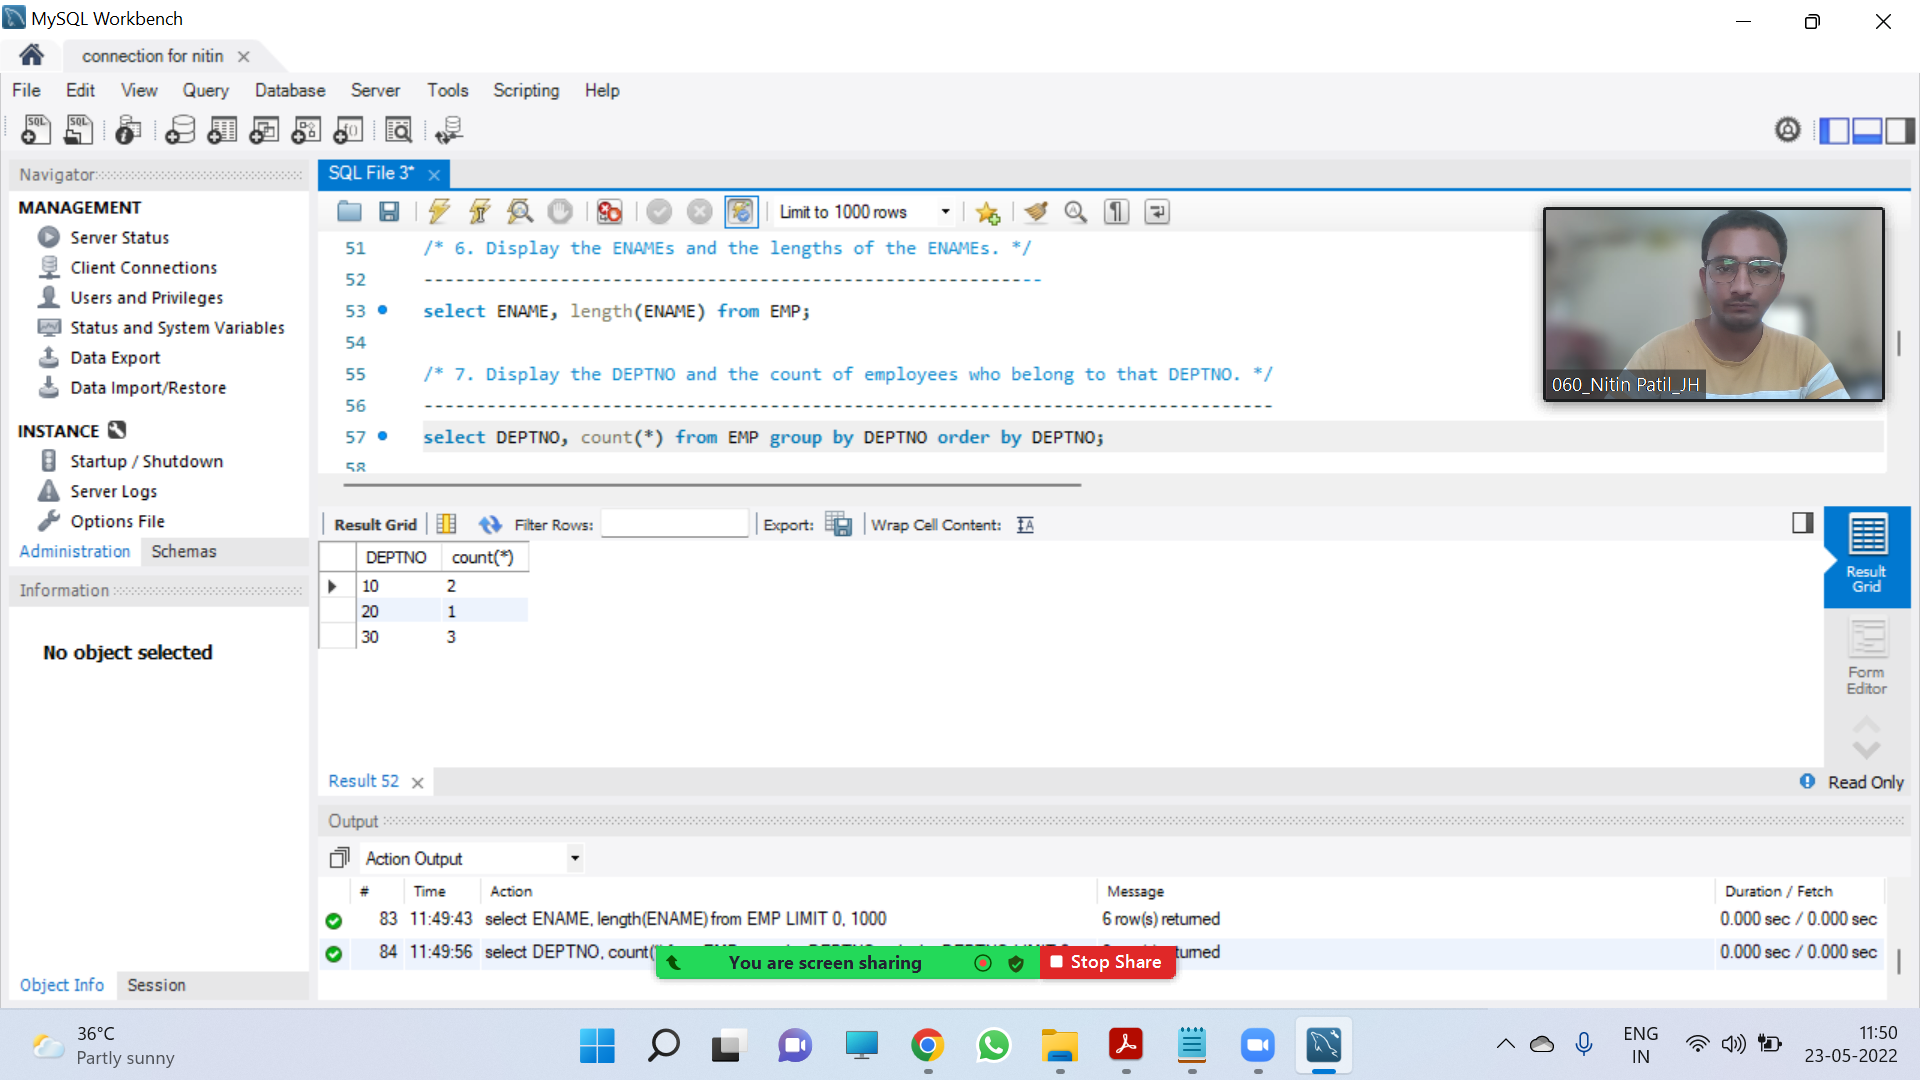 MySQL Workbench
connection for nitin
File Edit View Query Database Server Tools Scripting Help
Navigator
MANAGEMENT
Server Status
Client Connections
Users and Privileges
Status and System Variables
Data Export
Data Import/Restore
INSTANCE
Startup / Shutdown
Server Logs
Options File
Administration Schemas
Information
No object selected
Object Info Session
SQL File 3*
Limit to 1000 rows
51 /* 6. Display the ENAMEs and the lengths of the ENAMEs. */
52 -----------------------------------------------------------
53 select ENAME, length(ENAME) from EMP;
54
55 /* 7. Display the DEPTNO and the count of employees who belong to that DEPTNO. */
56 ---------------------------------------------------------------------------------
57 select DEPTNO, count(*) from EMP group by DEPTNO order by DEPTNO;
58
060_Nitin Patil_JH
Result Grid Filter Rows: Export: Wrap Cell Content: IA
DEPTNO count(*)
10 2
20 1
30 3
Result
Grid
Form
Editor
Result 52
Read Only
Output
Action Output
# Time Action Message Duration / Fetch
83 11:49:43 select ENAME, length(ENAME) from EMP LIMIT 0, 1000 6 row(s) returned 0.000 sec / 0.000 sec
84 11:49:56 select DEPTNO, count( 0.000 sec / 0.000 sec
You are screen sharing Stop Share
36°C
Partly sunny
ENG
IN
11:50
23-05-2022